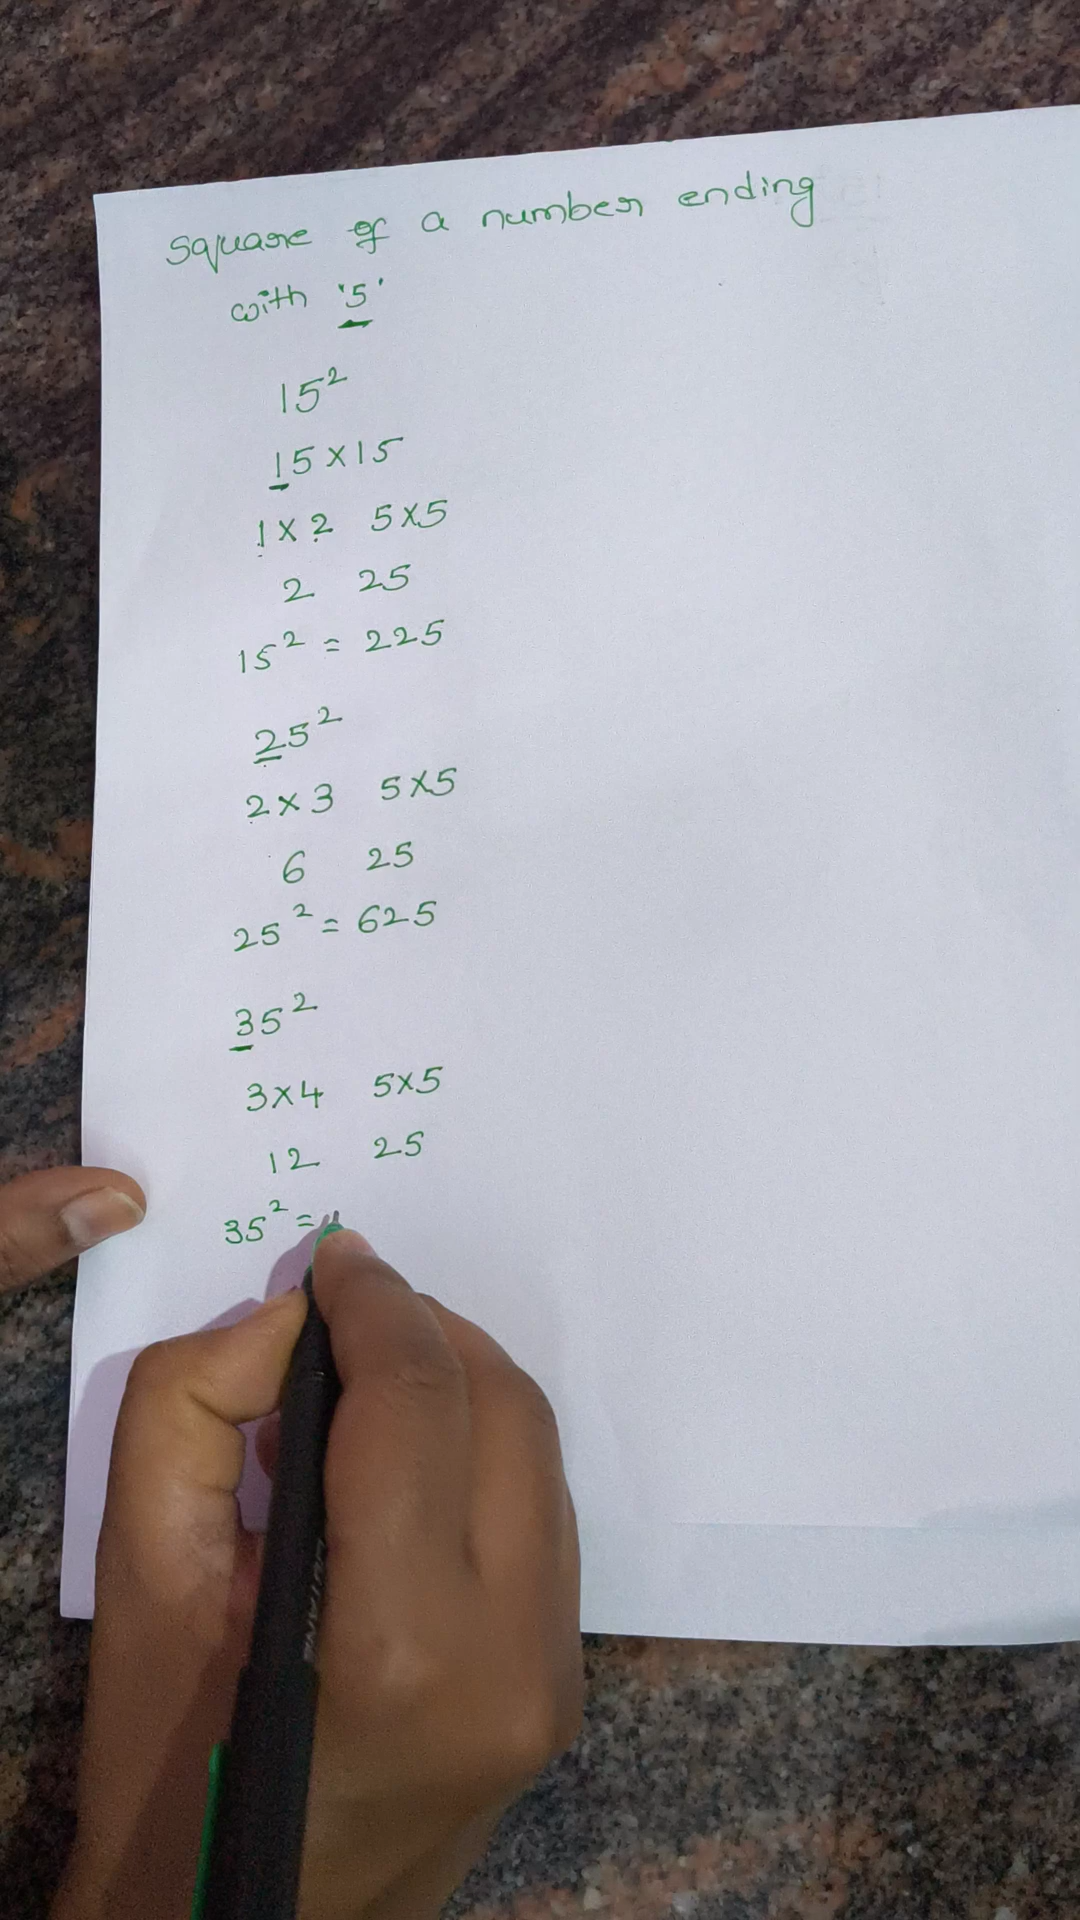 Square of a number ending
with '5'
15²
15×15
1×2 5×5
2 25
15² = 225
25²
2×3 5×5
6 25
25² = 625
35²
3×4 5×5
12 25
35² =